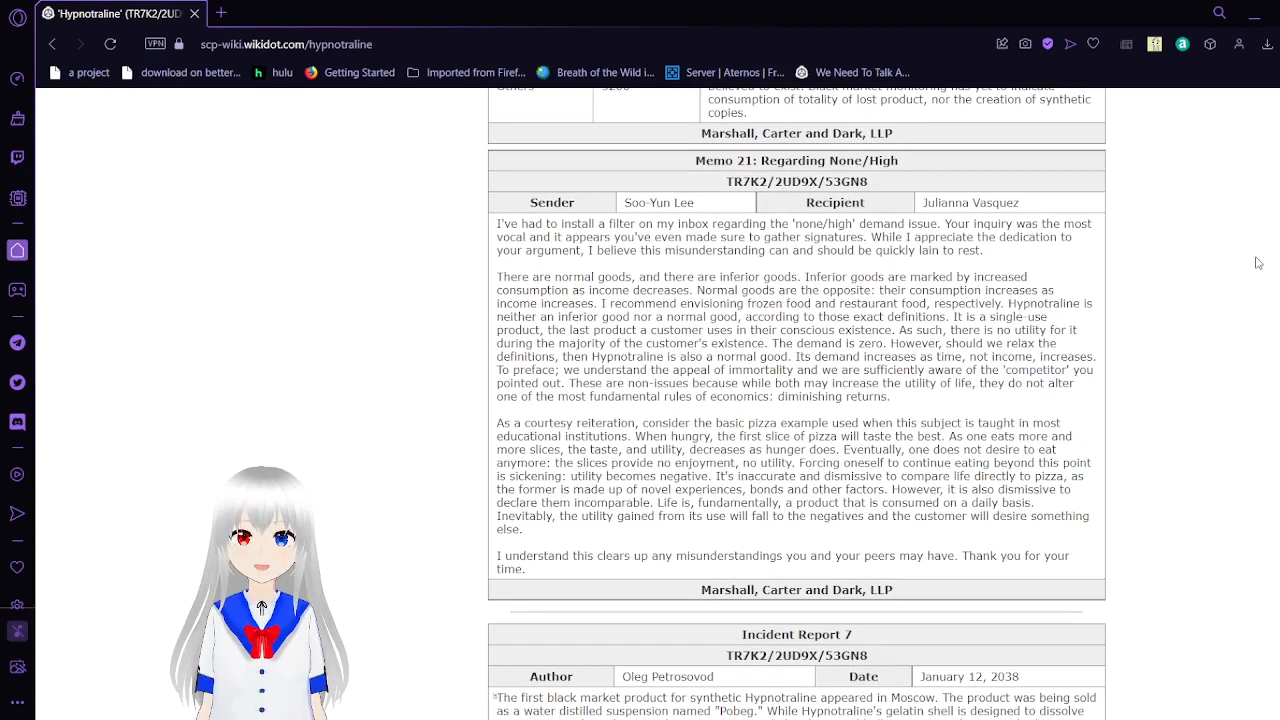 'Hypnotraline' (TR7K2/2UD
VPN
scp-wiki.wikidot.com/hypnotraline
a project
download on better...
hulu
Getting Started
Imported from Firef...
Breath of the Wild i...
Server | Aternos | Fr...
We Need To Talk A...
believed to exist. Black market monitoring has yet to indicate
consumption of totality of lost product, nor the creation of synthetic
copies.
Marshall, Carter and Dark, LLP
Memo 21: Regarding None/High
TR7K2/2UD9X/53GN8
Sender Soo-Yun Lee Recipient Julianna Vasquez
I've had to install a filter on my inbox regarding the 'none/high' demand issue. Your inquiry was the most
vocal and it appears you've even made sure to gather signatures. While I appreciate the dedication to
your argument, I believe this misunderstanding can and should be quickly lain to rest.
There are normal goods, and there are inferior goods. Inferior goods are marked by increased
consumption as income decreases. Normal goods are the opposite: their consumption increases as
income increases. I recommend envisioning frozen food and restaurant food, respectively. Hypnotraline is
neither an inferior good nor a normal good, according to those exact definitions. It is a single-use
product, the last product a customer uses in their conscious existence. As such, there is no utility for it
during the majority of the customer's existence. The demand is zero. However, should we relax the
definitions, then Hypnotraline is also a normal good. Its demand increases as time, not income, increases.
To preface; we understand the appeal of immortality and we are sufficiently aware of the 'competitor' you
pointed out. These are non-issues because while both may increase the utility of life, they do not alter
one of the most fundamental rules of economics: diminishing returns.
As a courtesy reiteration, consider the basic pizza example used when this subject is taught in most
educational institutions. When hungry, the first slice of pizza will taste the best. As one eats more and
more slices, the taste, and utility, decreases as hunger does. Eventually, one does not desire to eat
anymore: the slices provide no enjoyment, no utility. Forcing oneself to continue eating beyond this point
is sickening: utility becomes negative. It's inaccurate and dismissive to compare life directly to pizza, as
the former is made up of novel experiences, bonds and other factors. However, it is also dismissive to
declare them incomparable. Life is, fundamentally, a product that is consumed on a daily basis.
Inevitably, the utility gained from its use will fall to the negatives and the customer will desire something
else.
I understand this clears up any misunderstandings you and your peers may have. Thank you for your
time.
Marshall, Carter and Dark, LLP
Incident Report 7
TR7K2/2UD9X/53GN8
Author Oleg Petrosovod Date January 12, 2038
The first black market product for synthetic Hypnotraline appeared in Moscow. The product was being sold
as a water distilled suspension named "Pobeg." While Hypnotraline's gelatin shell is designed to dissolve